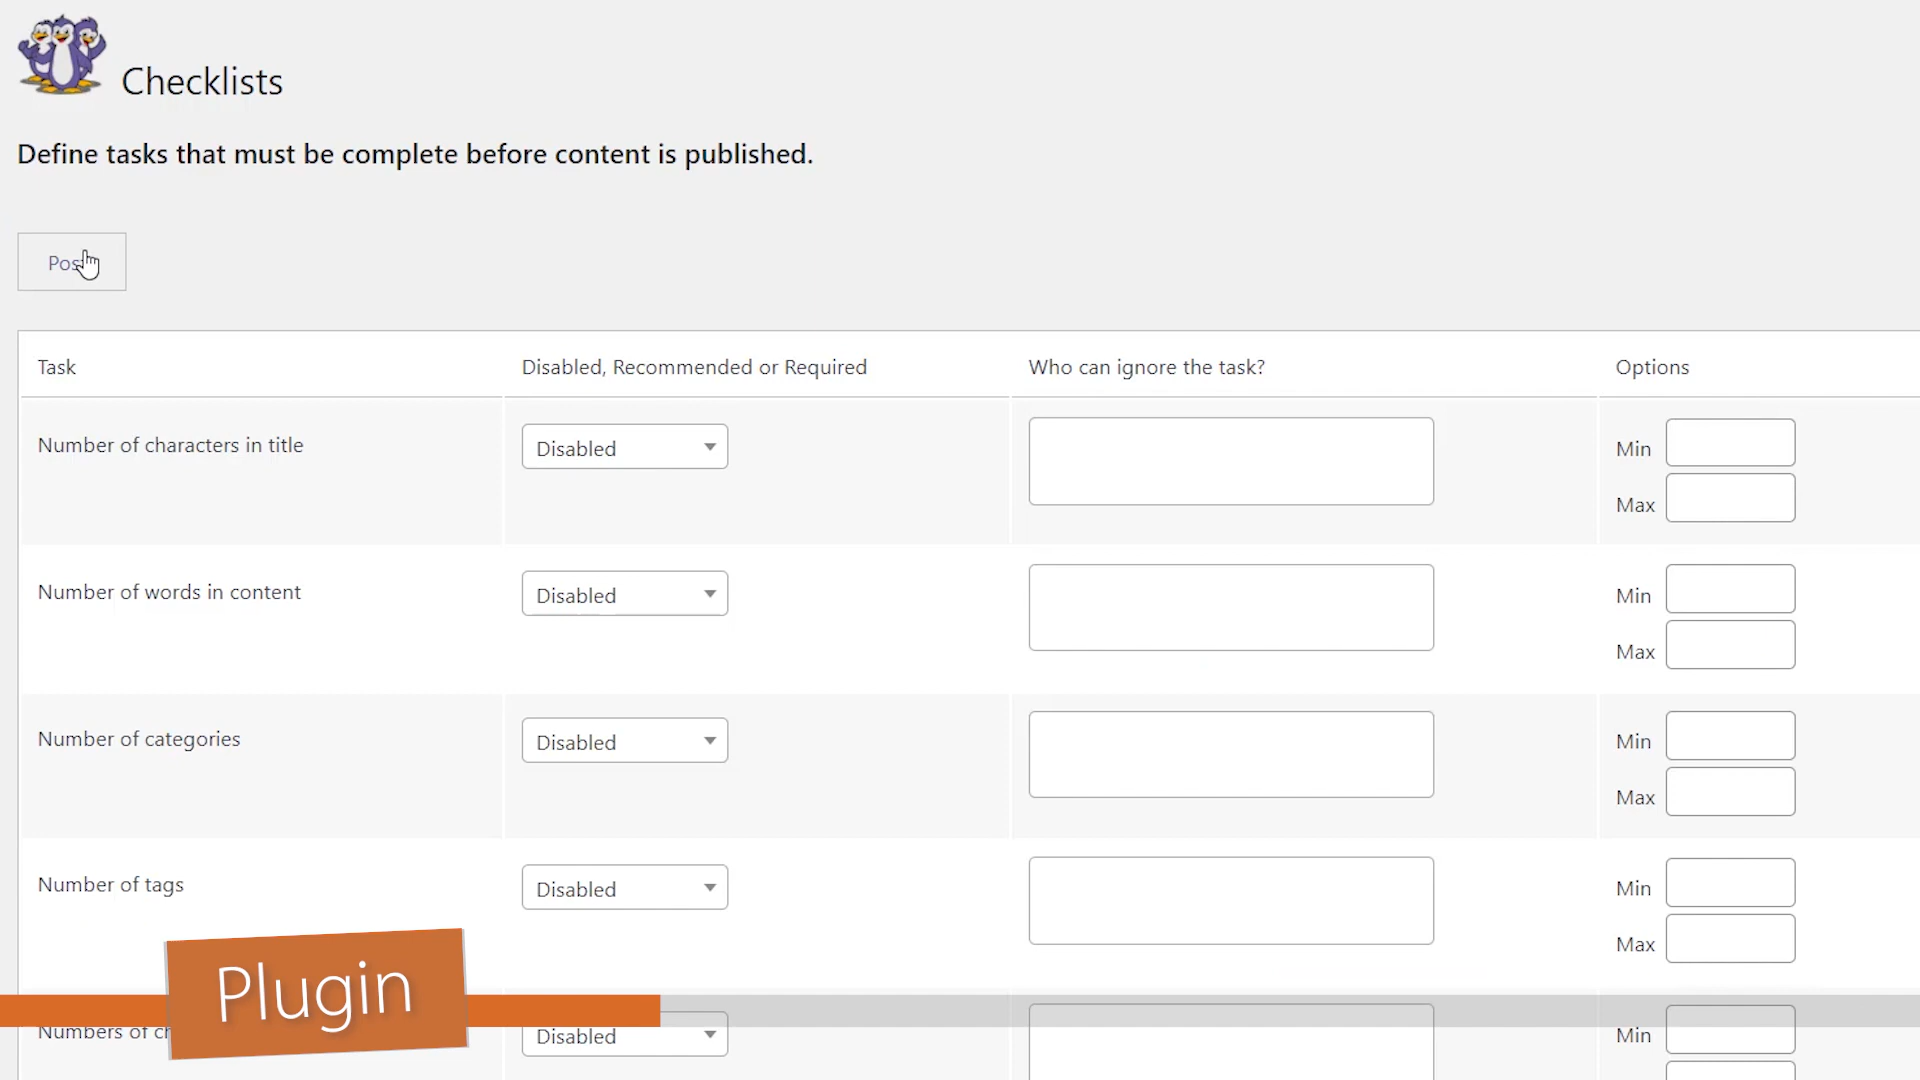 Checklists
Define tasks that must be complete before content is published.
Task Disabled, Recommended or Required Who can ignore the task? Options
Number of characters in title Disabled Min
Max
Number of words in content Disabled Min
Max
Number of categories Disabled Min
Max
Number of tags Disabled Min
Max
Plugin
Numbers of Disabled Min